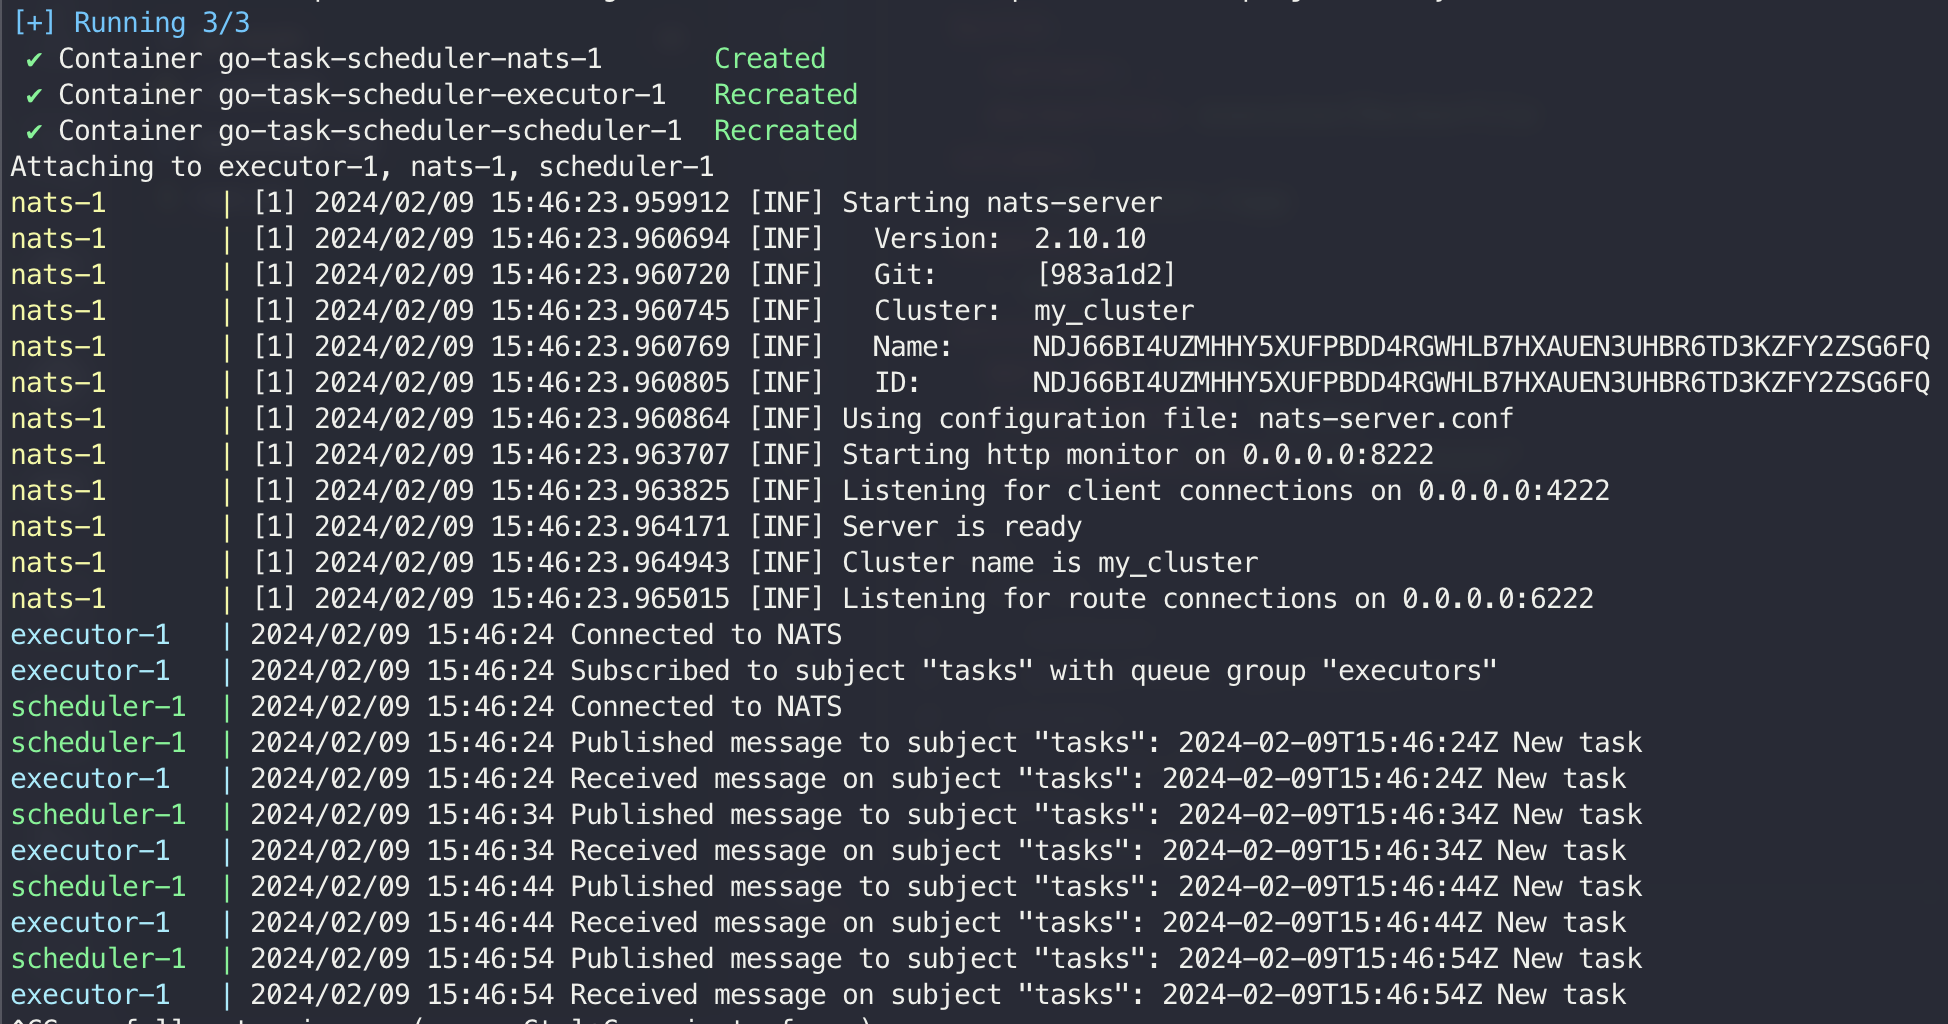 [+] Running 3/3
✔ Container go-task-scheduler-nats-1 Created
✔ Container go-task-scheduler-executor-1 Recreated
✔ Container go-task-scheduler-scheduler-1 Recreated
Attaching to executor-1, nats-1, scheduler-1
nats-1 | [1] 2024/02/09 15:46:23.959912 [INF] Starting nats-server
nats-1 | [1] 2024/02/09 15:46:23.960694 [INF] Version: 2.10.10
nats-1 | [1] 2024/02/09 15:46:23.960720 [INF] Git: [983a1d2]
nats-1 | [1] 2024/02/09 15:46:23.960745 [INF] Cluster: my_cluster
nats-1 | [1] 2024/02/09 15:46:23.960769 [INF] Name: NDJ66BI4UZMHHY5XUFPBDD4RGWHLB7HXAUEN3UHBR6TD3KZFY2ZSG6FQ
nats-1 | [1] 2024/02/09 15:46:23.960805 [INF] ID: NDJ66BI4UZMHHY5XUFPBDD4RGWHLB7HXAUEN3UHBR6TD3KZFY2ZSG6FQ
nats-1 | [1] 2024/02/09 15:46:23.960864 [INF] Using configuration file: nats-server.conf
nats-1 | [1] 2024/02/09 15:46:23.963707 [INF] Starting http monitor on 0.0.0.0:8222
nats-1 | [1] 2024/02/09 15:46:23.963825 [INF] Listening for client connections on 0.0.0.0:4222
nats-1 | [1] 2024/02/09 15:46:23.964171 [INF] Server is ready
nats-1 | [1] 2024/02/09 15:46:23.964943 [INF] Cluster name is my_cluster
nats-1 | [1] 2024/02/09 15:46:23.965015 [INF] Listening for route connections on 0.0.0.0:6222
executor-1 | 2024/02/09 15:46:24 Connected to NATS
executor-1 | 2024/02/09 15:46:24 Subscribed to subject "tasks" with queue group "executors"
scheduler-1 | 2024/02/09 15:46:24 Connected to NATS
scheduler-1 | 2024/02/09 15:46:24 Published message to subject "tasks": 2024-02-09T15:46:24Z New task
executor-1 | 2024/02/09 15:46:24 Received message on subject "tasks": 2024-02-09T15:46:24Z New task
scheduler-1 | 2024/02/09 15:46:34 Published message to subject "tasks": 2024-02-09T15:46:34Z New task
executor-1 | 2024/02/09 15:46:34 Received message on subject "tasks": 2024-02-09T15:46:34Z New task
scheduler-1 | 2024/02/09 15:46:44 Published message to subject "tasks": 2024-02-09T15:46:44Z New task
executor-1 | 2024/02/09 15:46:44 Received message on subject "tasks": 2024-02-09T15:46:44Z New task
scheduler-1 | 2024/02/09 15:46:54 Published message to subject "tasks": 2024-02-09T15:46:54Z New task
executor-1 | 2024/02/09 15:46:54 Received message on subject "tasks": 2024-02-09T15:46:54Z New task